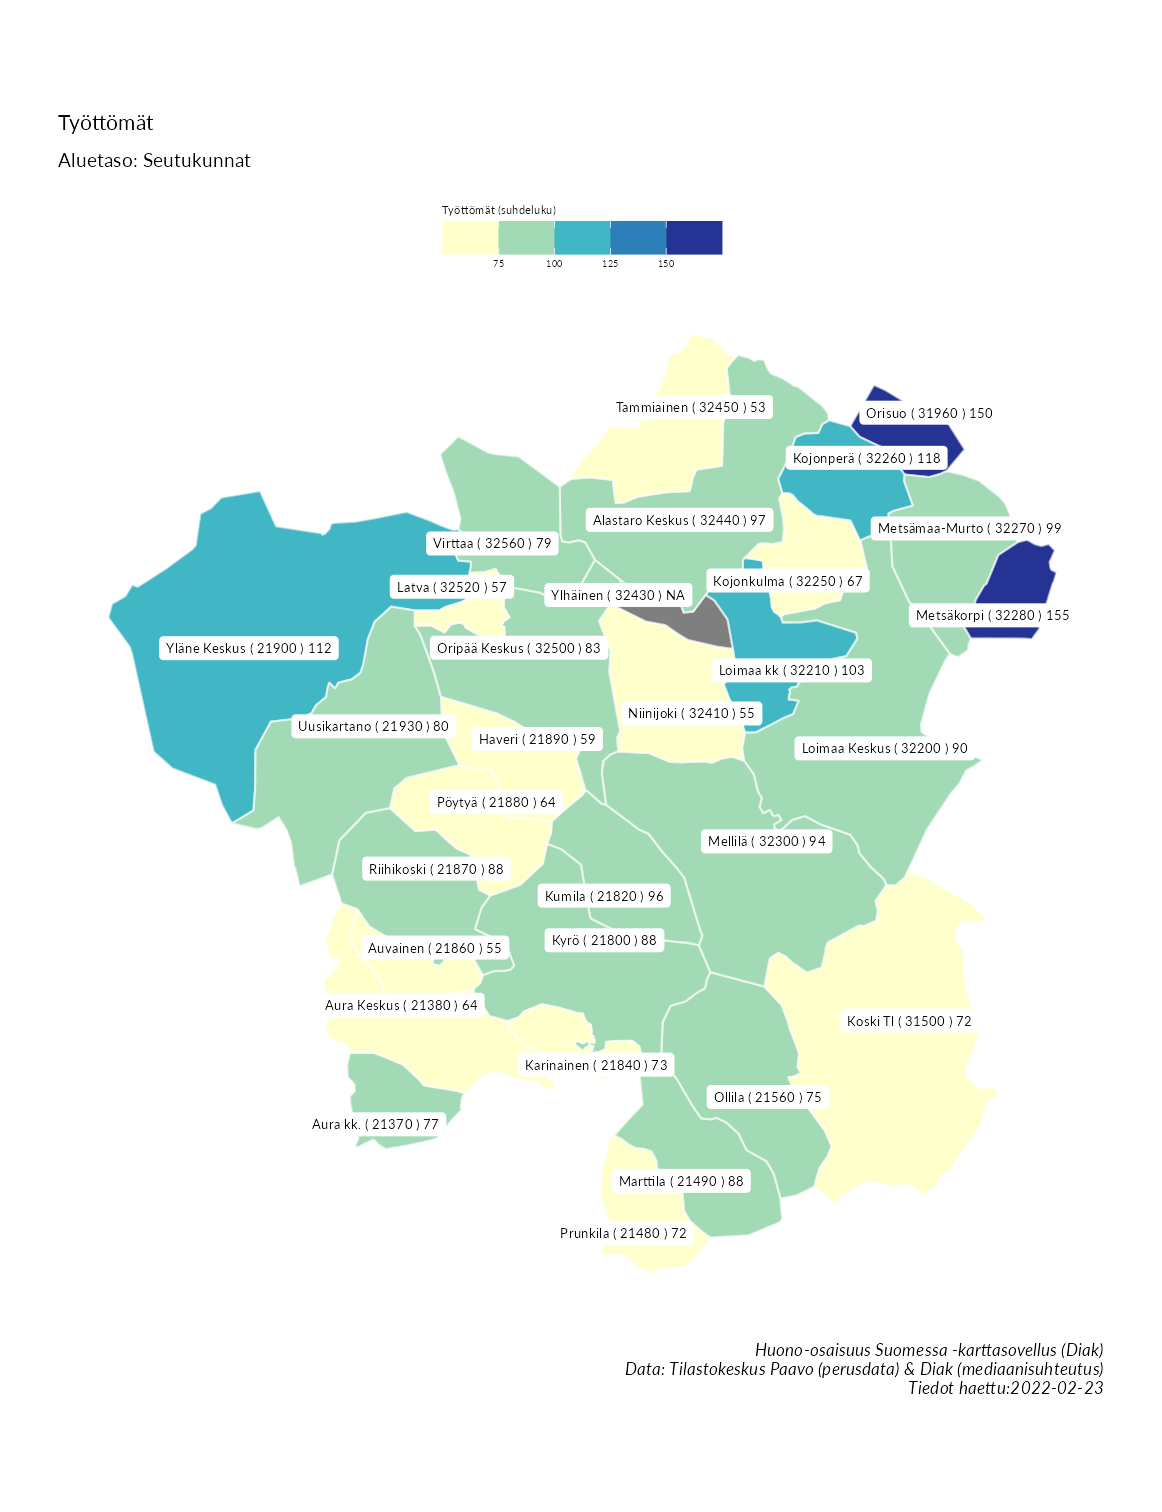 Työttömät
Aluetaso: Seutukunnat
Työttömät (suhdeluku)
75 100 125 150
Tammiainen ( 32450 ) 53
Orisuo ( 31960 ) 150
Kojonperä ( 32260 ) 118
Alastaro Keskus ( 32440 ) 97
Metsämaa-Murto ( 32270 ) 99
Virttaa ( 32560 ) 79
Kojonkulma ( 32250 ) 67
Latva ( 32520 ) 57
Ylhäinen ( 32430 ) NA
Metsäkorpi ( 32280 ) 155
Yläne Keskus ( 21900 ) 112
Oripää Keskus ( 32500 ) 83
Loimaa kk ( 32210 ) 103
Niinijoki ( 32410 ) 55
Uusikartano ( 21930 ) 80
Haveri ( 21890 ) 59
Loimaa Keskus ( 32200 ) 90
Pöytyä ( 21880 ) 64
Mellilä ( 32300 ) 94
Riihikoski ( 21870 ) 88
Kumila ( 21820 ) 96
Kyrö ( 21800 ) 88
Auvainen ( 21860 ) 55
Aura Keskus ( 21380 ) 64
Koski Tl ( 31500 ) 72
Karinainen ( 21840 ) 73
Ollila ( 21560 ) 75
Aura kk. ( 21370 ) 77
Marttila ( 21490 ) 88
Prunkila ( 21480 ) 72
Huono-osaisuus Suomessa -karttasovellus (Diak)
Data: Tilastokeskus Paavo (perusdata) & Diak (mediaanisuhteutus)
Tiedot haettu:2022-02-23